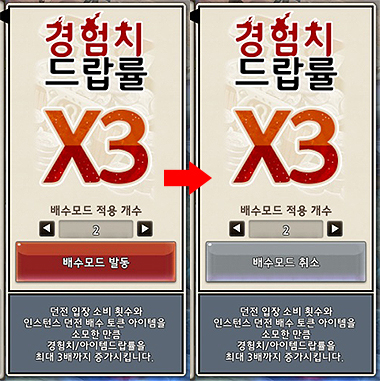 경험치
드랍률
X3
배수모드 적용 개수
2
배수모드 발동
던전 입장 소비 횟수와
인스턴스 던전 배수 토큰 아이템을
소모한 만큼
경험치/아이템드랍률을
최대 3배까지 증가시킵니다.
경험치
드랍률
X3
배수모드 적용 개수
2
배수모드 취소
던전 입장 소비 횟수와
인스턴스 던전 배수 토큰 아이템을
소모한 만큼
경험치/아이템드랍률을
최대 3배까지 증가시킵니다.